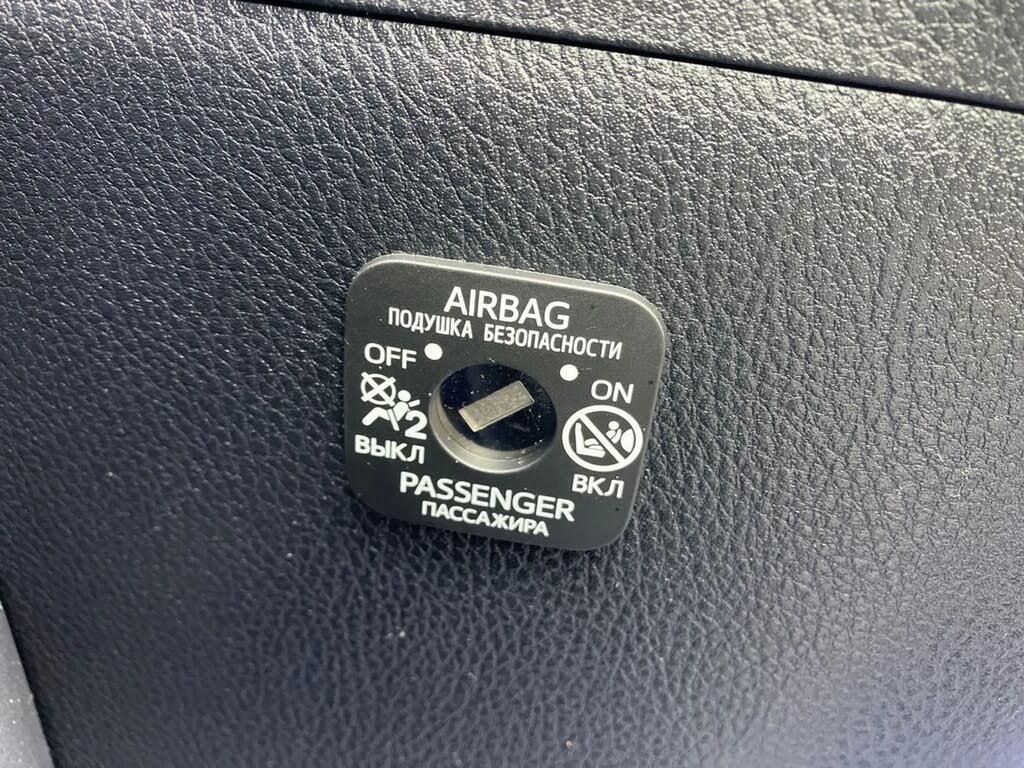 AIRBAG
ПОДУШКА БЕЗОПАСНОСТИ
OFF
ON
2
ВЫКЛ
ВКЛ
PASSENGER
ПАССАЖИРА